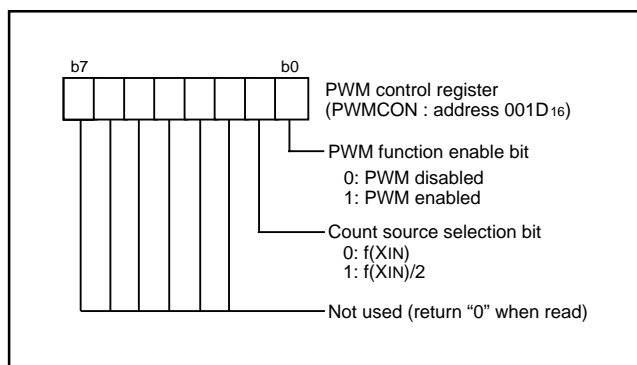 b7 b0
PWM control register
(PWMCON : address 001D16)
PWM function enable bit
0: PWM disabled
1: PWM enabled
Count source selection bit
0: f(XIN)
1: f(XIN)/2
Not used (return “0” when read)